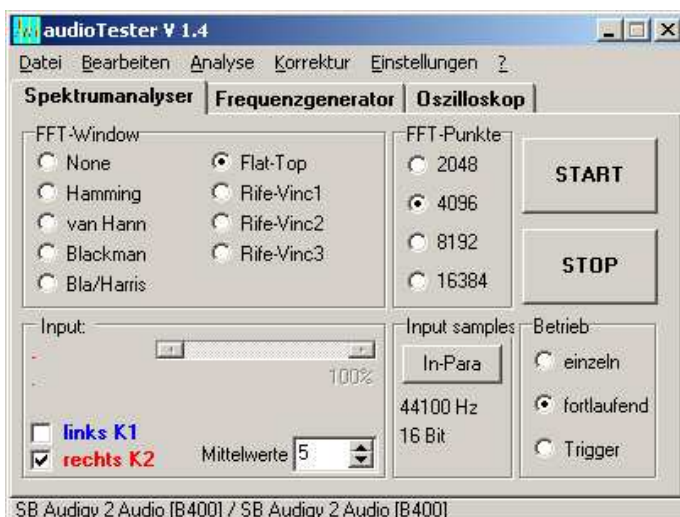 audioTester V 1.4
Datei Bearbeiten Analyse Korrektur Einstellungen ?
Spektrumanalyser Frequenzgenerator Oszilloskop
FFT-Window
None
Hamming
van Hann
Blackman
Bla/Harris
Flat-Top
Rife-Vinc1
Rife-Vinc2
Rife-Vinc3
FFT-Punkte
2048
4096
8192
16384
START
STOP
Input:
100%
links K1
rechts K2
Mittelwerte 5
Input samples
In-Para
44100 Hz
16 Bit
Betrieb
einzeln
fortlaufend
Trigger
SB Audigy 2 Audio [B400] / SB Audigy 2 Audio [B400]